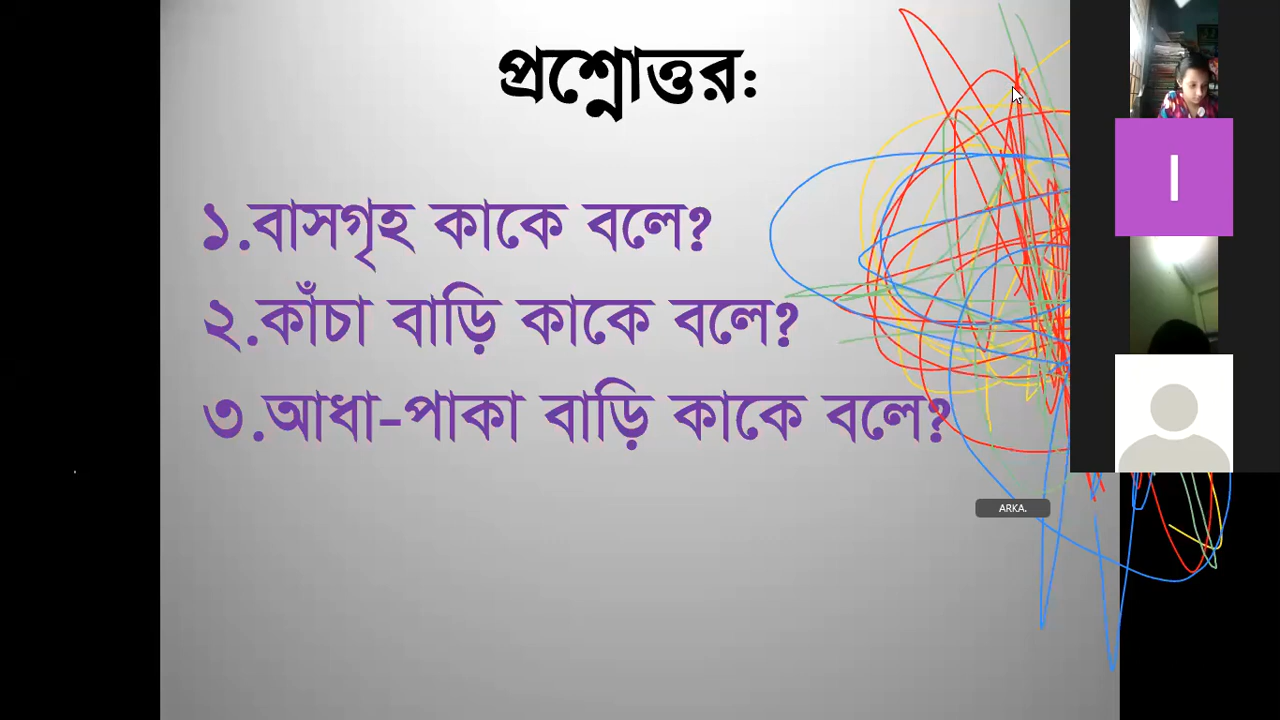 প্রশ্নোত্তর:
১.বাসগৃহ কাকে বলে?
২.কাঁচা বাড়ি কাকে বলে?
৩.আধা-পাকা বাড়ি কাকে বলে?
I
ARKA.